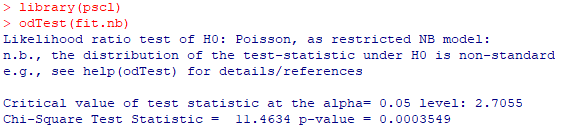 > library(pscl)
> odTest(fit.nb)
Likelihood ratio test of H0: Poisson, as restricted NB model:
n.b., the distribution of the test-statistic under H0 is non-standard
e.g., see help(odTest) for details/references

Critical value of test statistic at the alpha= 0.05 level: 2.7055
Chi-Square Test Statistic =  11.4634 p-value = 0.0003549